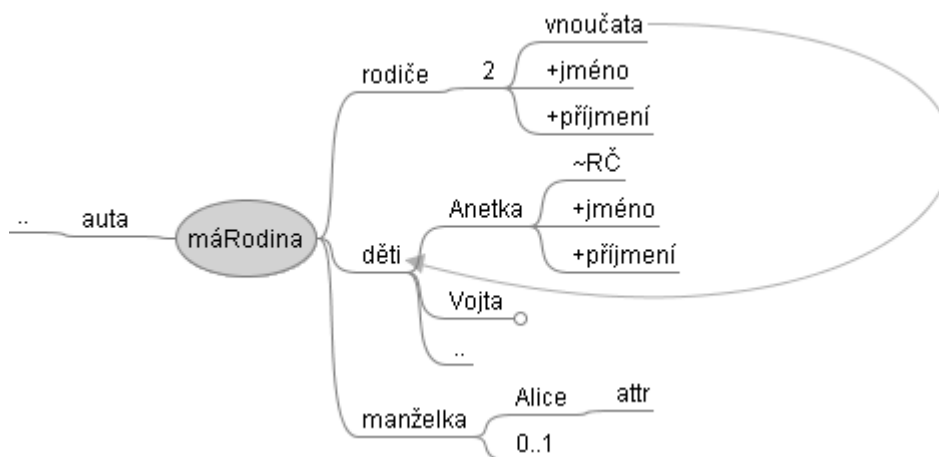 vnoučata
rodiče 2 +jméno
+příjmení
~RČ
.. auta máRodina Anetka +jméno
děti +příjmení
Vojta
..
manželka Alice attr
0..1